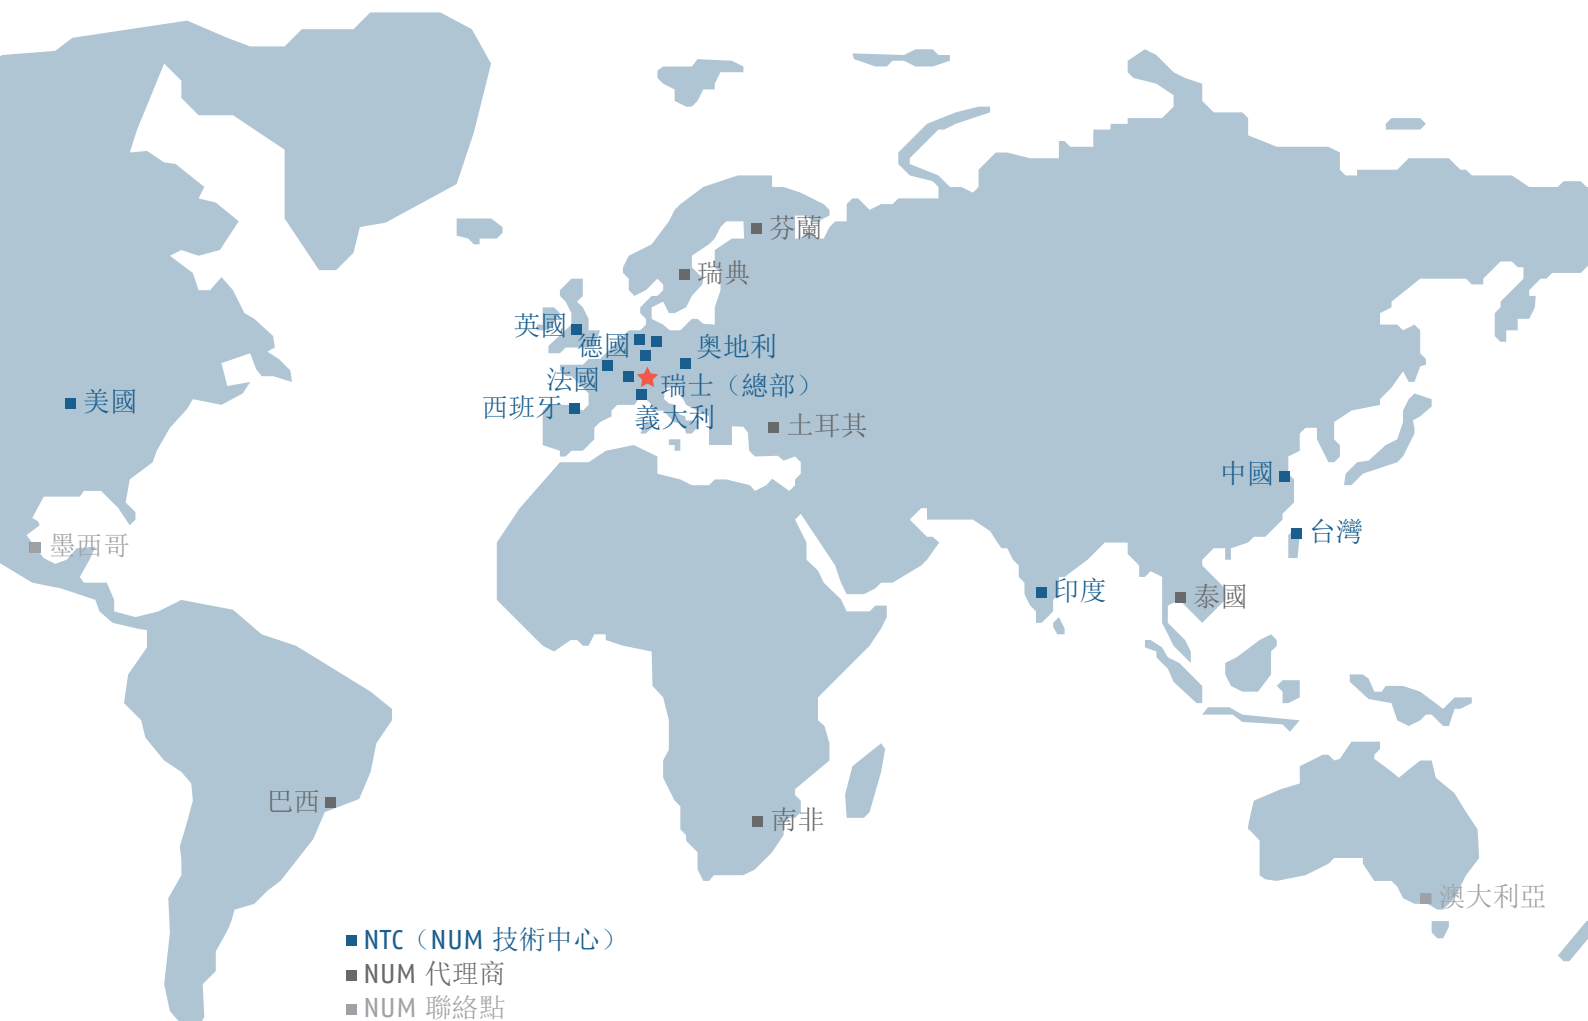 芬蘭
瑞典
英國
德國
奧地利
法國
瑞士（總部）
美國
西班牙
義大利
土耳其
中國
台灣
墨西哥
印度
泰國
巴西
南非
澳大利亞
NTC（NUM 技術中心）
NUM 代理商
NUM 聯絡點